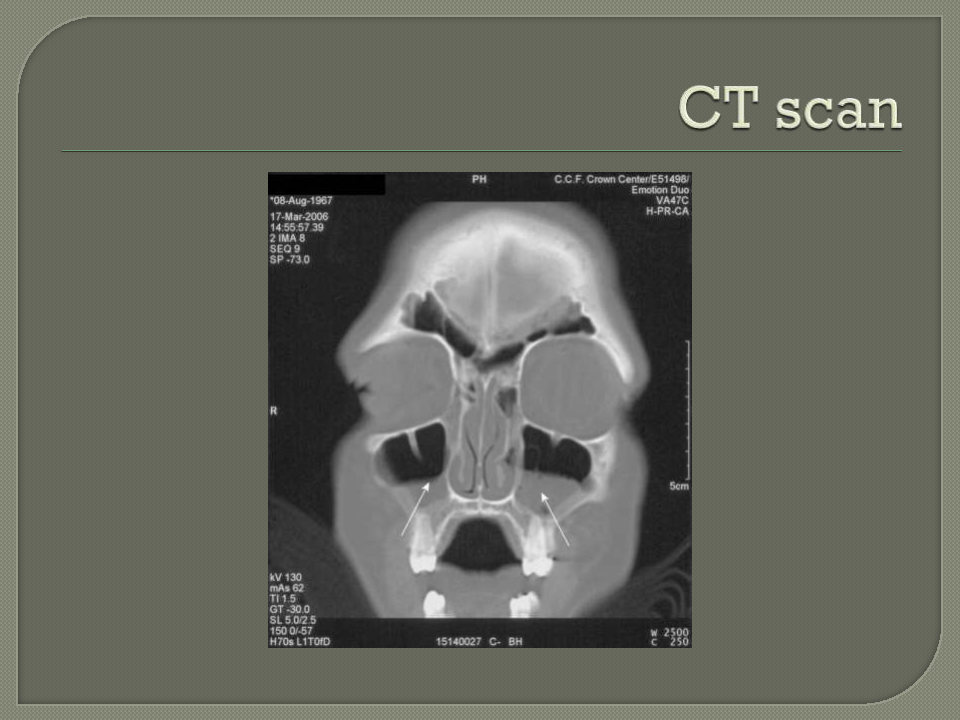 CT scan
PH
C.C.F. Crown Center/E51498/
Emotion Duo
VA47C
H-PR-CA
*08-Aug-1967
17-Mar-2006
14:55:57.39
2 IMA 8
SEQ 9
SP -73.0
R
5cm
kV 130
mAs 62
TI 1.5
GT -30.0
SL 5.0/2.5
150 0/-57
H70s L1T0fD
15140027 C- BH
W 2500
C 250